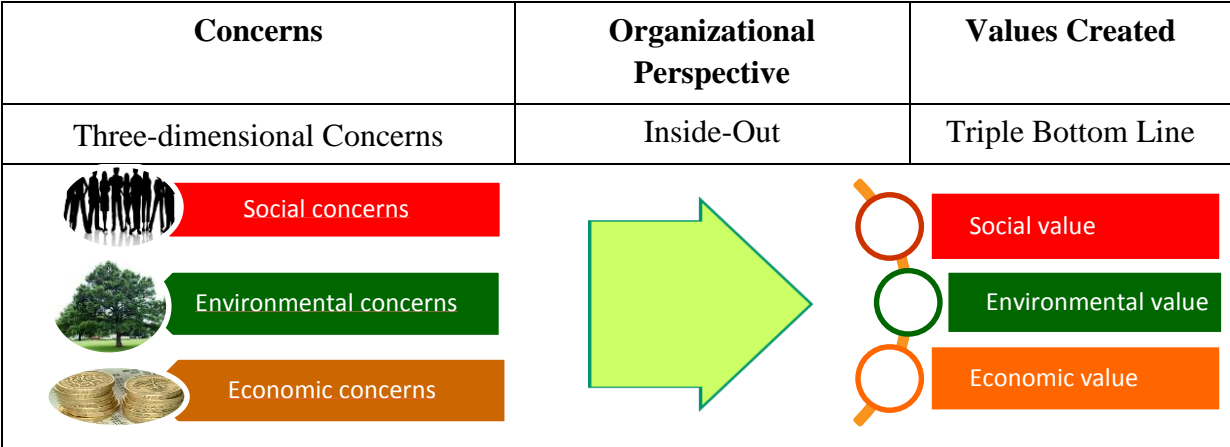 Concerns
Organizational
Perspective
Values Created
Three-dimensional Concerns
Inside-Out
Triple Bottom Line
Social concerns
Environmental concerns
Economic concerns
Social value
Environmental value
Economic value